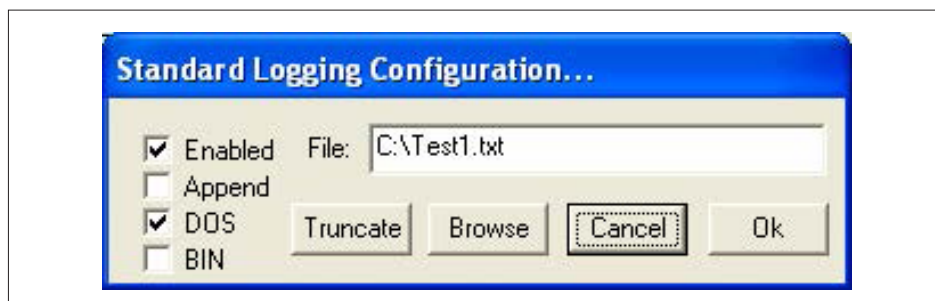 Standard Logging Configuration...
Enabled
File: C:\Test1.txt
Append
DOS
Truncate Browse Cancel Ok
BIN